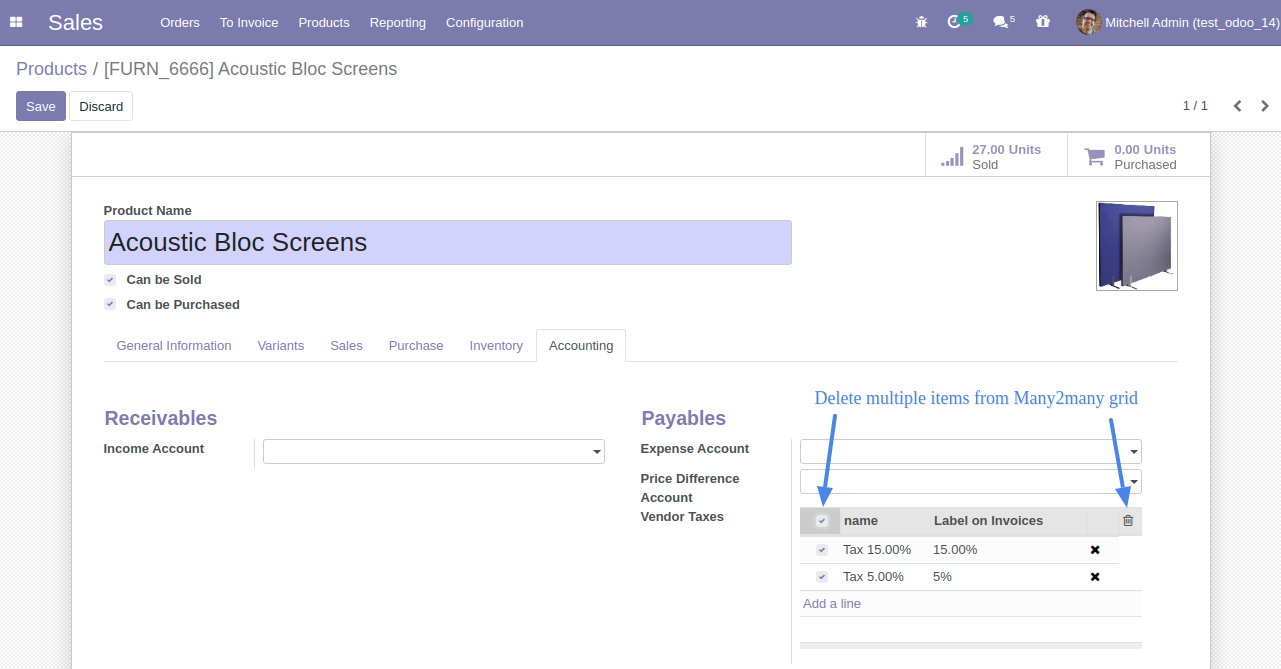 Sales Orders To Invoice Products Reporting Configuration 5 5 Mitchell Admin (test_odoo_14)
Products / [FURN_6666] Acoustic Bloc Screens
Save Discard 1 / 1
27.00 Units 0.00 Units
Sold Purchased
Product Name
Acoustic Bloc Screens
Can be Sold
Can be Purchased
General Information Variants Sales Purchase Inventory Accounting
Delete multiple items from Many2many grid
Receivables Payables
Income Account Expense Account
Price Difference
Account
Vendor Taxes
name Label on Invoices
Tax 15.00% 15.00%
Tax 5.00% 5%
Add a line